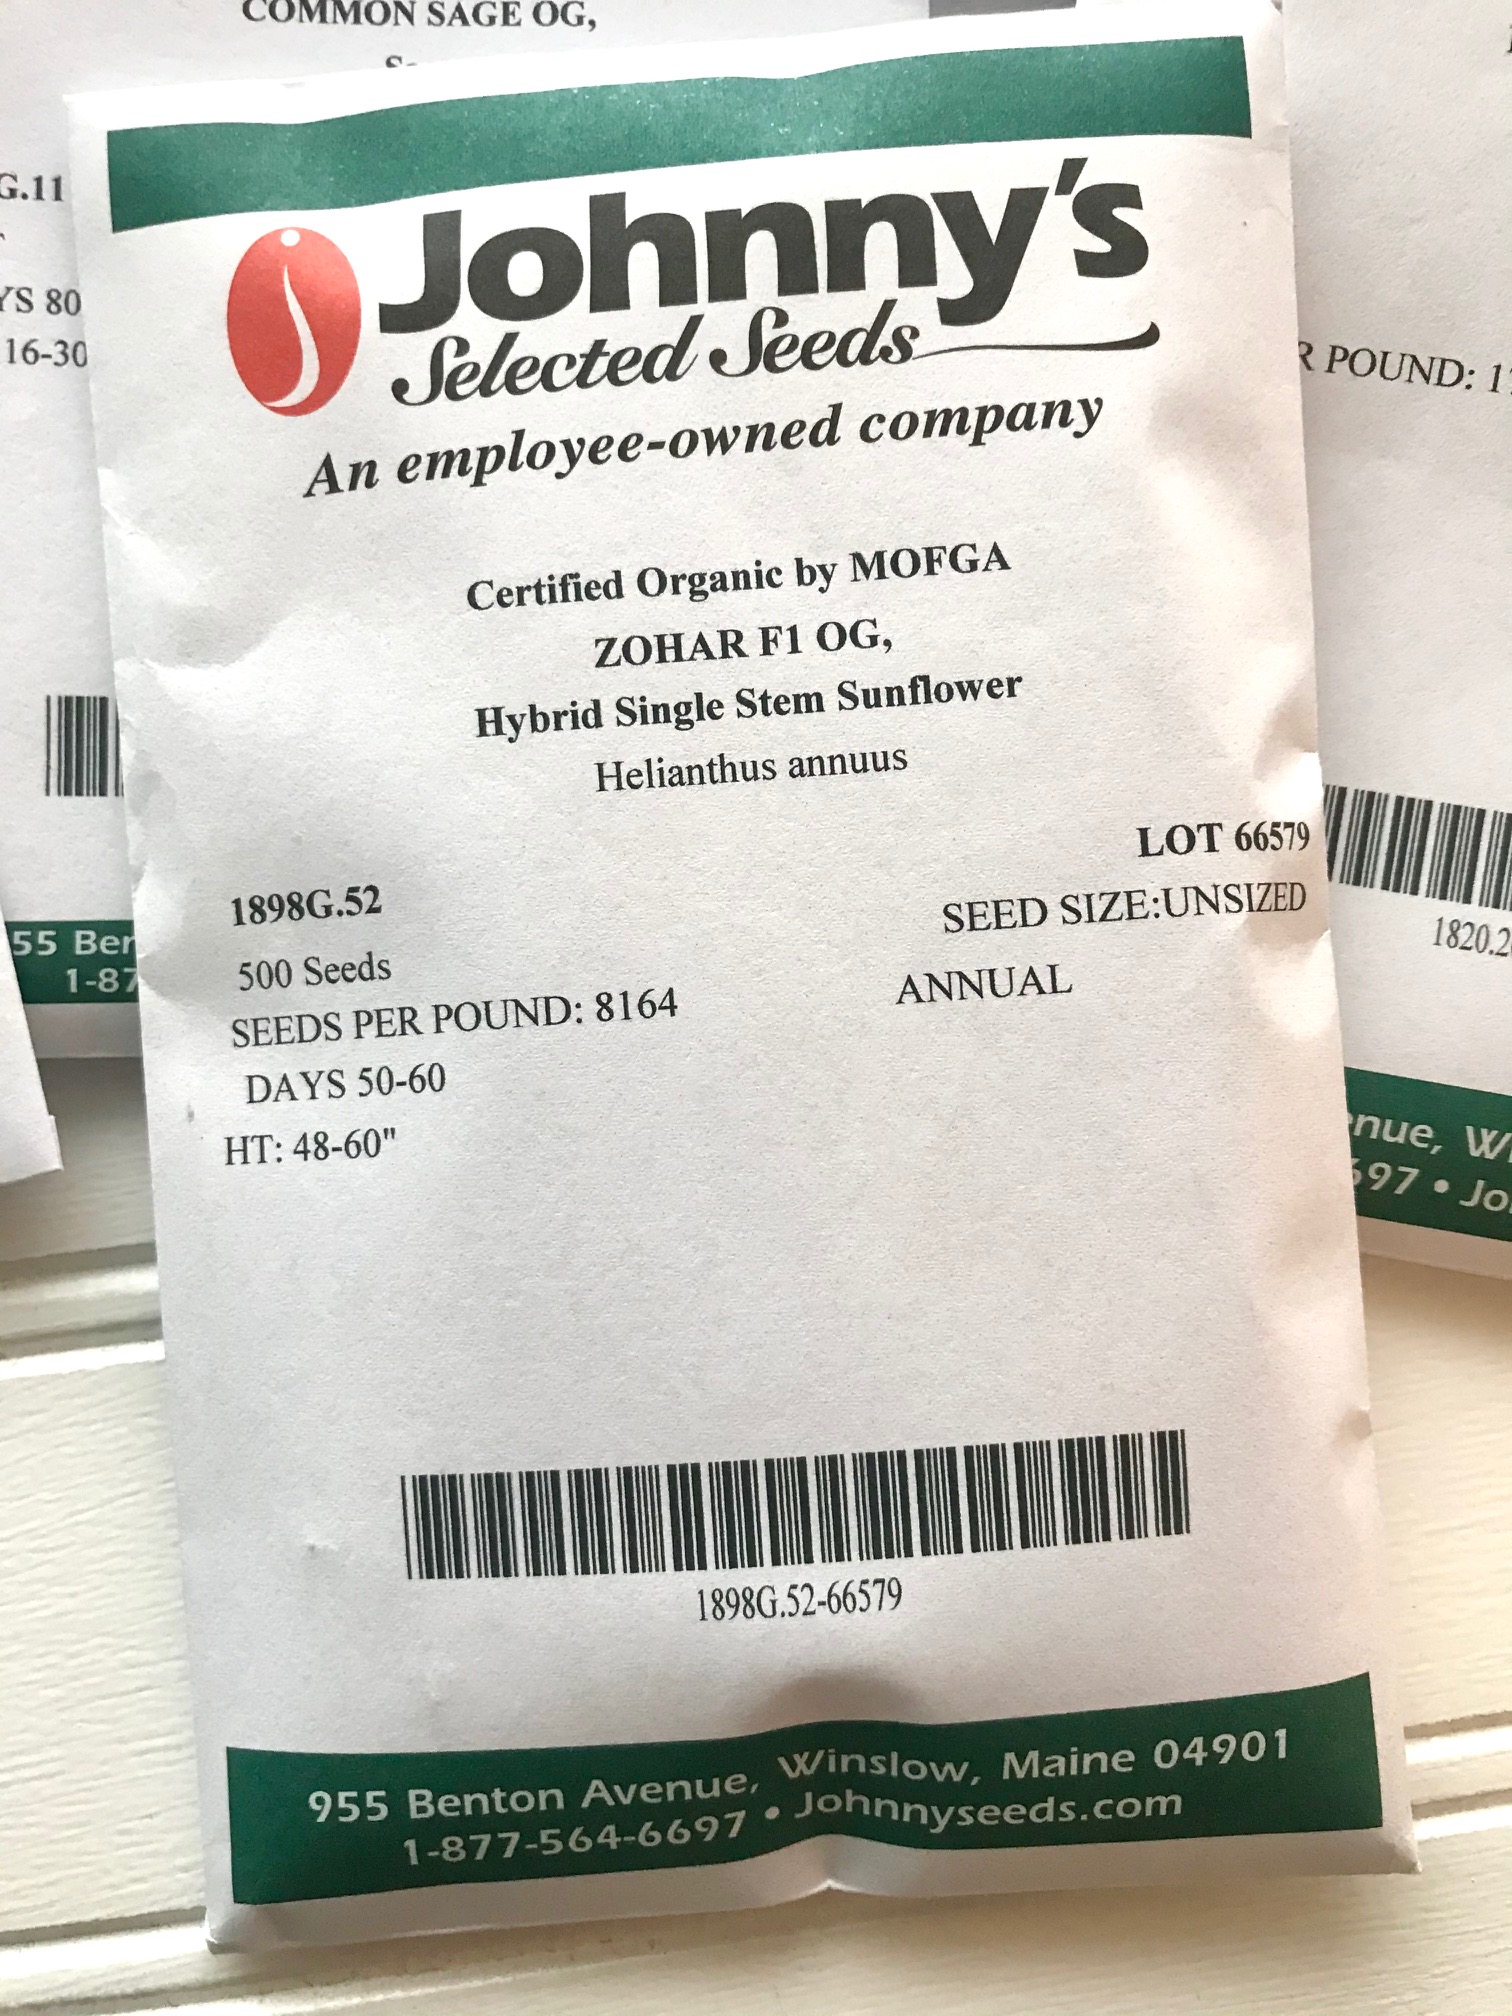 COMMON SAGE OG,
G.11
YS 80
16-30
Johnny's
Selected Seeds
An employee-owned company
Certified Organic by MOFGA
ZOHAR F1 OG,
Hybrid Single Stem Sunflower
Helianthus annuus
LOT 66579
1898G.52
SEED SIZE:UNSIZED
500 Seeds
ANNUAL
SEEDS PER POUND: 8164
DAYS 50-60
HT: 48-60"
1898G.52-66579
955 Benton Avenue, Winslow, Maine 04901
1-877-564-6697 • Johnnyseeds.com
R POUND: 1
1820.2
nue, W
697 • Jo
55 Ben
1-87